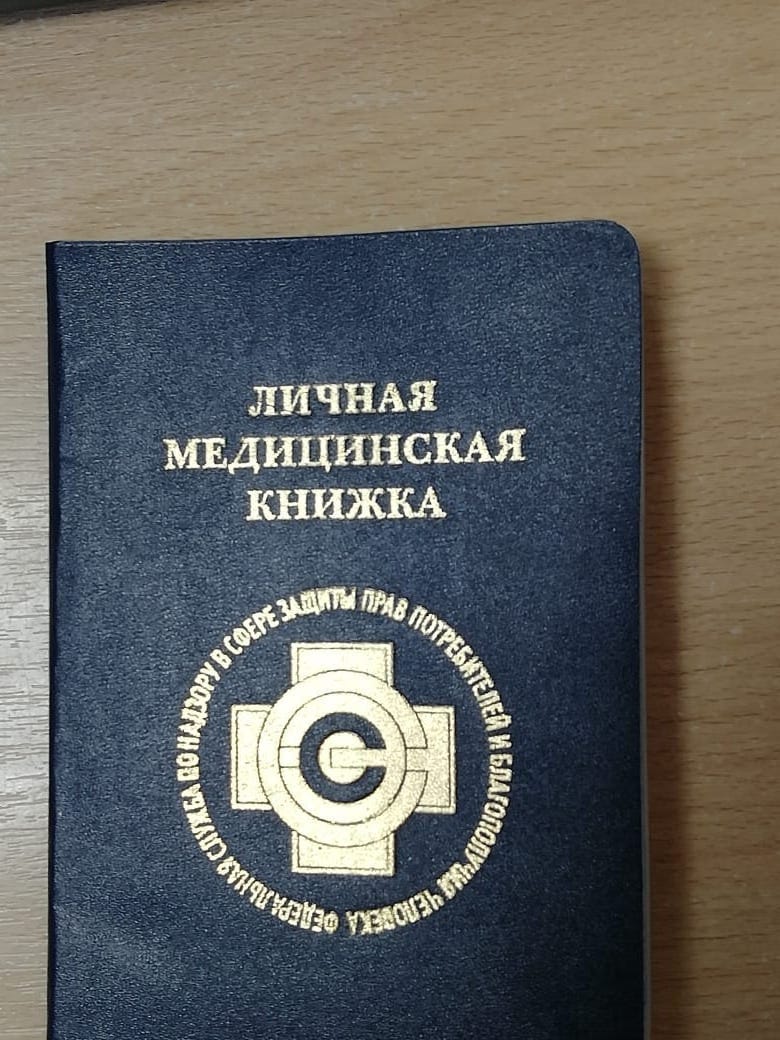 ЛИЧНАЯ
МЕДИЦИНСКАЯ
КНИЖКА
ФЕДЕРАЛЬНАЯ СЛУЖБА ПО НАДЗОРУ В СФЕРЕ ЗАЩИТЫ ПРАВ ПОТРЕБИТЕЛЕЙ И БЛАГОПОЛУЧИЯ ЧЕЛОВЕКА